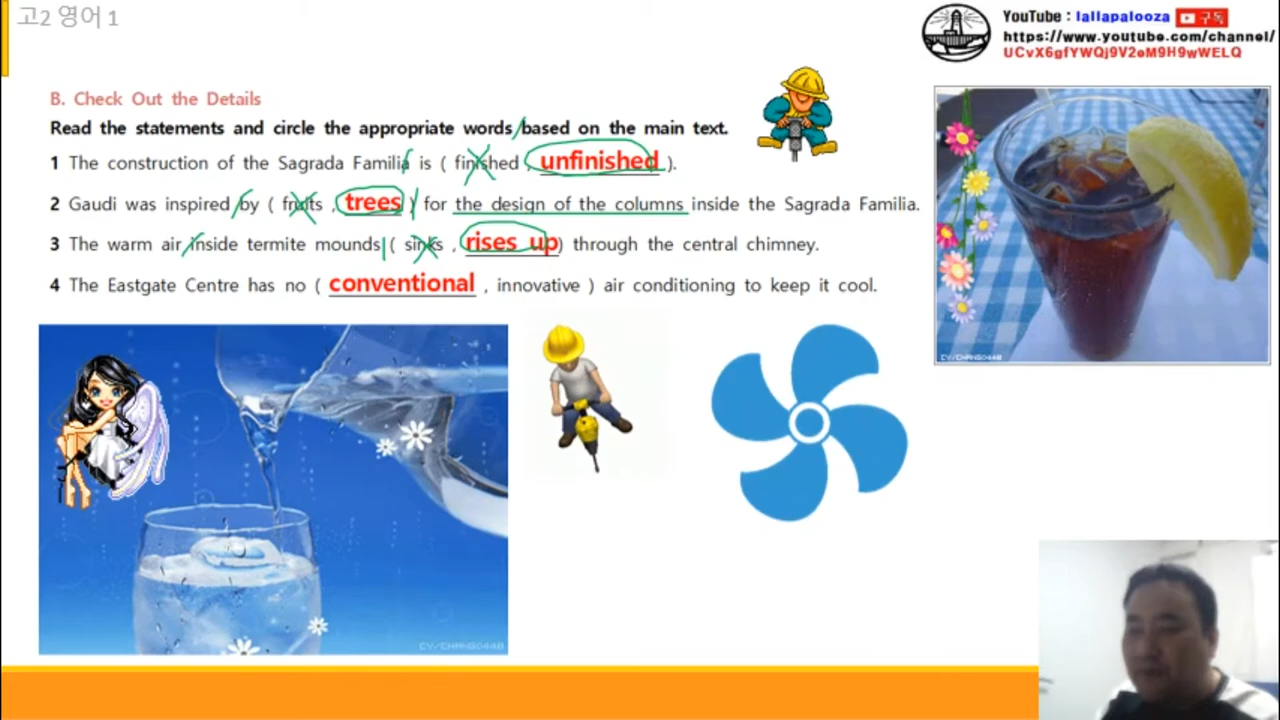 고2 영어 1
YouTube : lallapalooza 구독
https://www.youtube.com/channel/
UCvX6gfYWQj9V2eM9H9wWELQ
B. Check Out the Details
Read the statements and circle the appropriate words based on the main text.
1 The construction of the Sagrada Familia is ( finished , unfinished ).
2 Gaudi was inspired by ( fruits , trees ) for the design of the columns inside the Sagrada Familia.
3 The warm air inside termite mounds ( sinks , rises up) through the central chimney.
4 The Eastgate Centre has no ( conventional , innovative ) air conditioning to keep it cool.
CV/CHANG0448
CV/CHANG0448